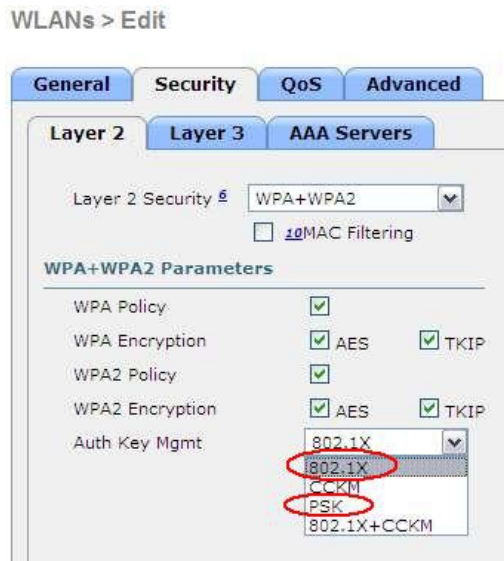 WLANs > Edit
General Security QoS Advanced
Layer 2 Layer 3 AAA Servers
Layer 2 Security 6 WPA+WPA2
10MAC Filtering
WPA+WPA2 Parameters
WPA Policy
WPA Encryption AES TKIP
WPA2 Policy
WPA2 Encryption AES TKIP
Auth Key Mgmt 802.1X
802.1X
CCKM
PSK
802.1X+CCKM